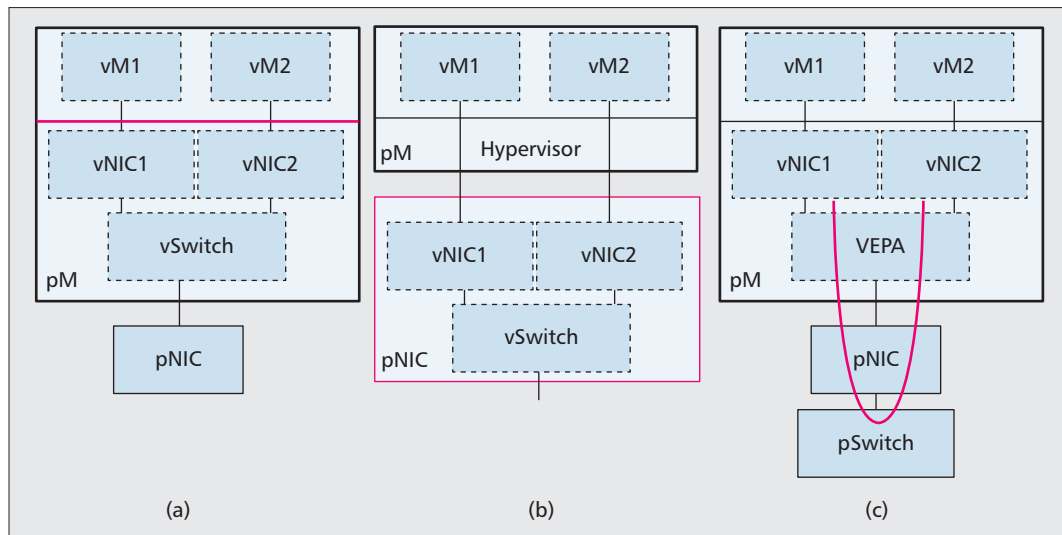 vM1
vM2
vNIC1
vNIC2
vSwitch
pM
pNIC
(a)
vM1
vM2
pM
Hypervisor
vNIC1
vNIC2
vSwitch
pNIC
(b)
vM1
vM2
vNIC1
vNIC2
VEPA
pM
pNIC
pSwitch
(c)